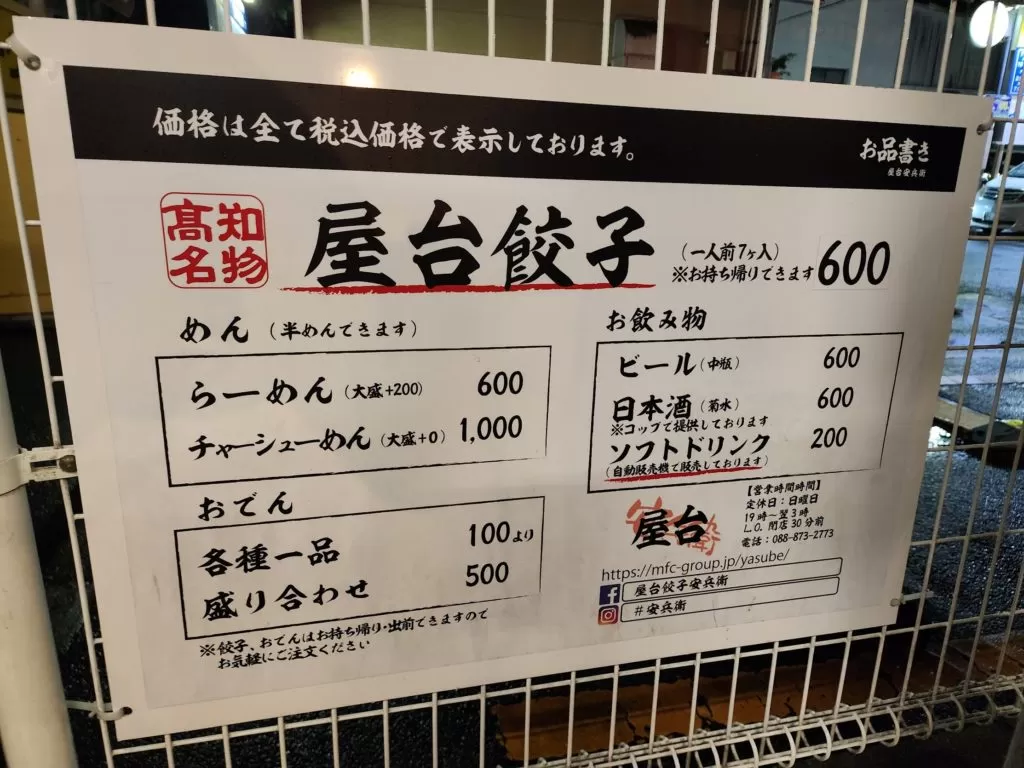 価格は全て税込価格で表示しております。
お品書き
屋台安兵衛
高知
名物
屋台餃子
(一人前7ヶ入)
※お持ち帰りできます
600
めん (半めんできます)
らーめん (大盛+200) 600
チャーシューめん (大盛+0) 1,000
おでん
各種一品 100より
盛り合わせ 500
※餃子、おでんはお持ち帰り・出前できますので
お気軽にご注文ください
お飲み物
ビール (中瓶) 600
日本酒 (菊水) 600
※コップで提供しております
ソフトドリンク 200
(自動販売機で販売しております)
安兵衛
屋台
【営業時間時間】
定休日:日曜日
19時〜翌3時
L.O. 閉店30分前
電話:088-873-2773
https://mfc-group.jp/yasube/
屋台餃子安兵衛
#安兵衛